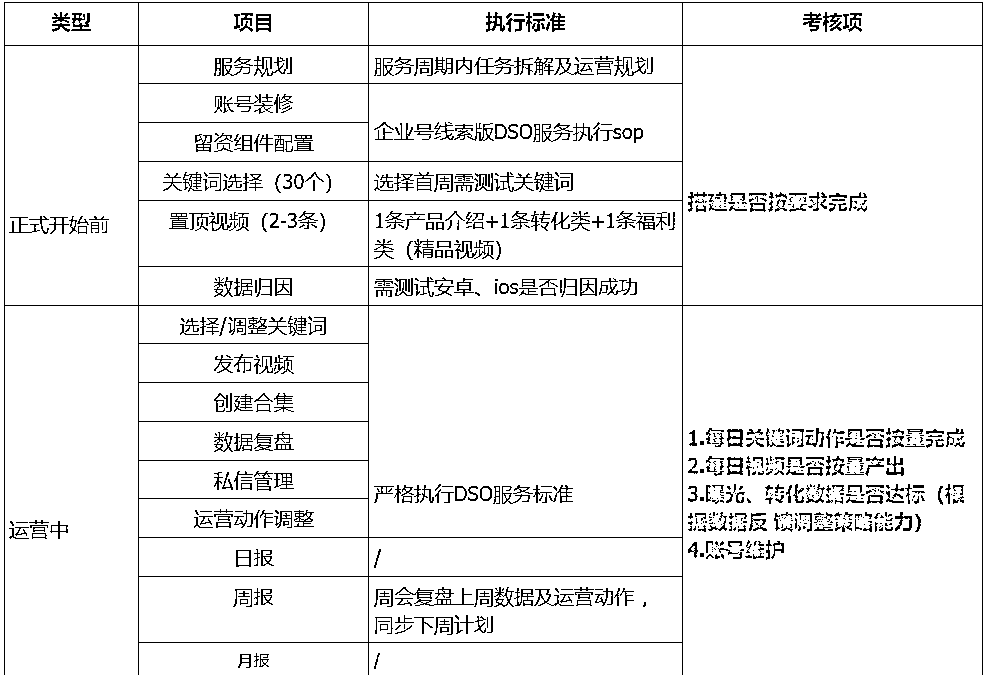 类型 项目 执行标准 考核项
服务规划 服务周期内任务拆解及运营规划
账号装修
企业号线索版DSO服务执行sop
留资组件配置
关键词选择（30个） 选择首周需测试关键词
搭建是否按要求完成
正式开始前
置顶视频（2-3条） 1条产品介绍+1条转化类+1条福利
类（精品视频）
数据归因 需测试安卓、ios是否归因成功
选择/调整关键词
发布视频
创建合集
数据复盘
私信管理
运营动作调整
严格执行DSO服务标准
1.每日关键词动作是否按量完成
2.每日视频是否按量产出
3.曝光、转化数据是否达标（根
据数据反 馈调整策略能力）
4.账号维护
运营中
日报 /
周报 周会复盘上周数据及运营动作，
同步下周计划
月报 /